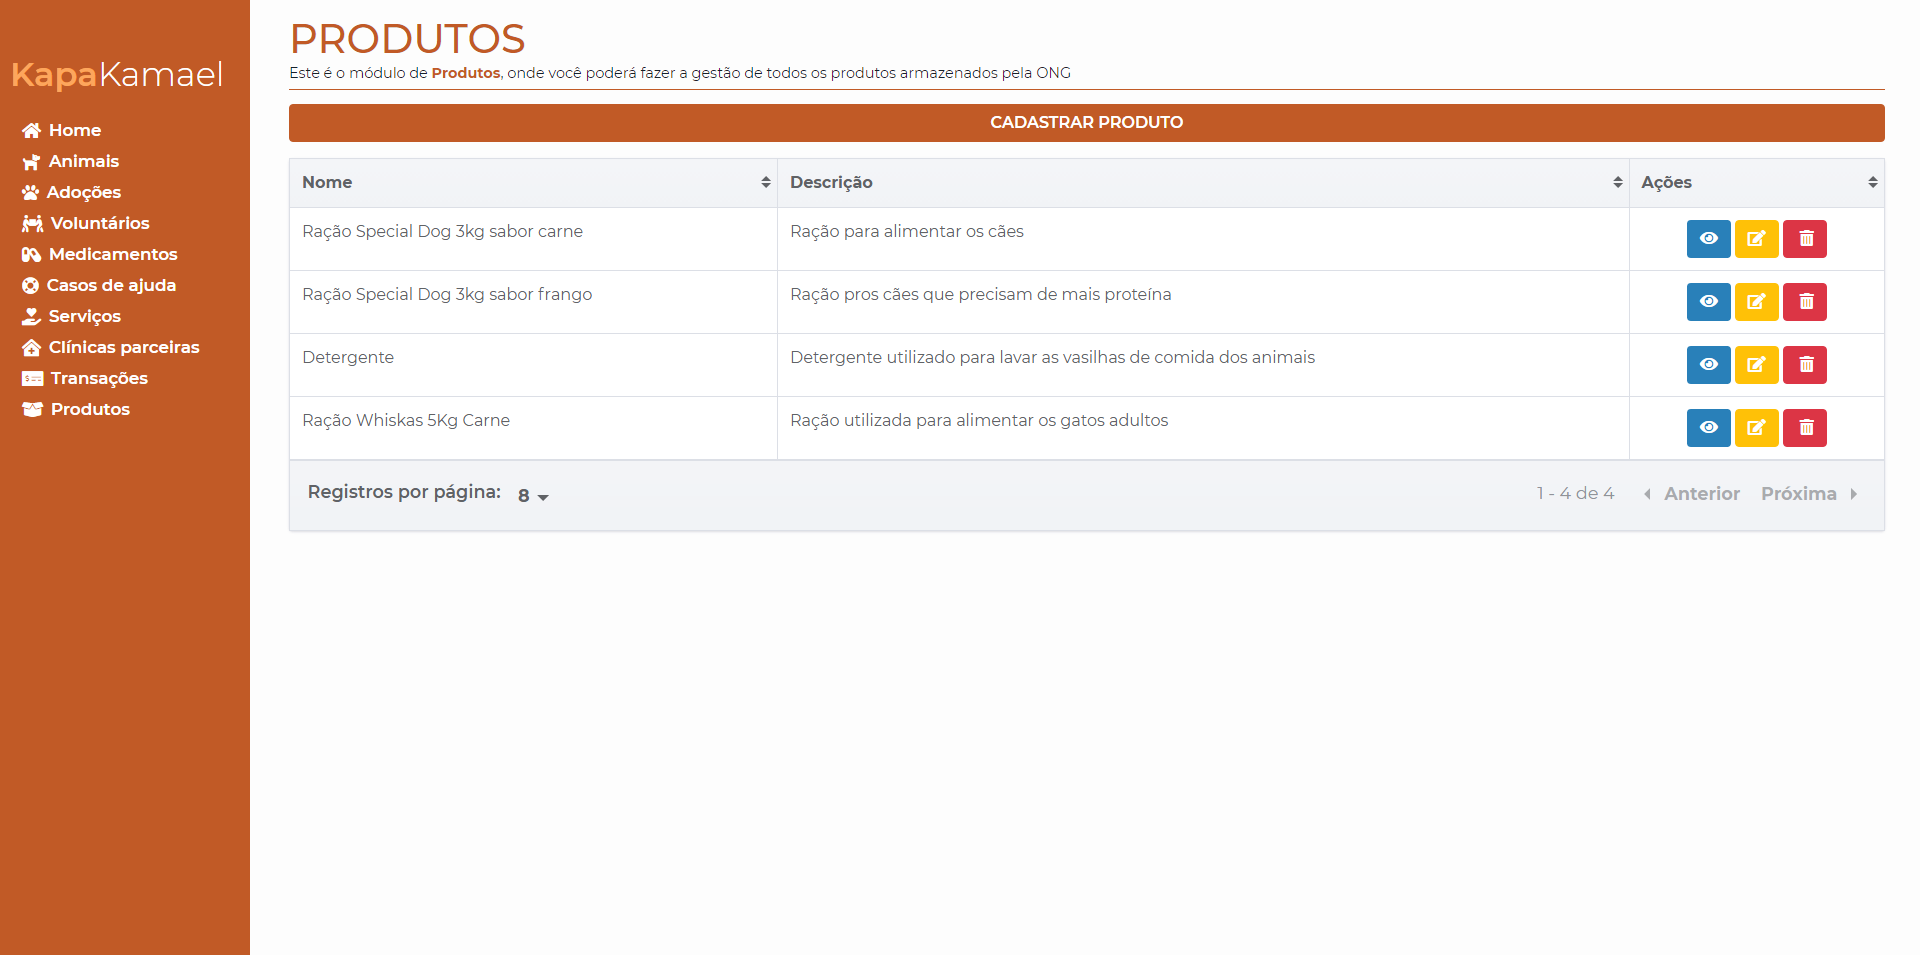 KapaKamael
Home
Animais
Adoções
Voluntários
Medicamentos
Casos de ajuda
Serviços
Clínicas parceiras
Transações
Produtos
PRODUTOS
Este é o módulo de Produtos, onde você poderá fazer a gestão de todos os produtos armazenados pela ONG
CADASTRAR PRODUTO
Nome Descrição Ações
Ração Special Dog 3kg sabor carne Ração para alimentar os cães
Ração Special Dog 3kg sabor frango Ração pros cães que precisam de mais proteína
Detergente Detergente utilizado para lavar as vasilhas de comida dos animais
Ração Whiskas 5Kg Carne Ração utilizada para alimentar os gatos adultos
Registros por página: 8 1 - 4 de 4 Anterior Próxima